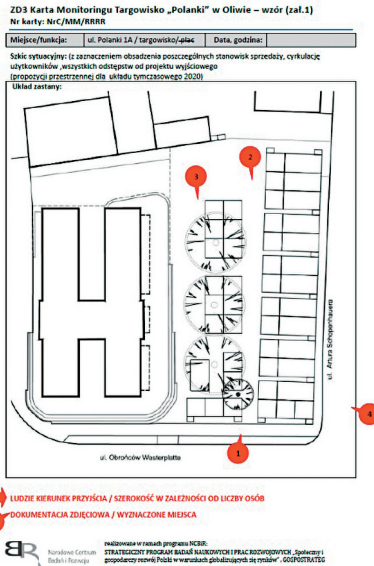 ZD3 Karta Monitoringu Targowisko „Polanki” w Oliwie – wzór (zał.1)
Nr karty: NrC/MM/RRRR
Miejsce/funkcja: ul. Polanki 1A / targowisko/plac Data, godzina:
Szkic sytuacyjny: (z zaznaczeniem obsadzenia poszczególnych stanowisk sprzedaży, cyrkulację
użytkowników ,wszystkich odstępstw od projektu wyjściowego
(propozycji przestrzennej dla układu tymczasowego 2020)
Układ zastany:
2
3
ul. Artura Schopenhauera
4
1
ul. Obrońców Wasterplatta
LUDZIE KIERUNEK PRZYJŚCIA / SZEROKOŚĆ W ZALEŻNOŚCI OD LICZBY OSÓB
DOKUMENTACJA ZDJĘCIOWA / WYZNACZONE MIEJSCA
realizowane w ramach programu NCBiR:
Narodowe Centrum STRATEGICZNY PROGRAM BADAŃ NAUKOWYCH I PRAC ROZWOJOWYCH „Społeczny i
Badań i Rozwoju gospodarczy rozwój Polski w warunkach globalizujących się rynków”. GOSPOSTRATEG